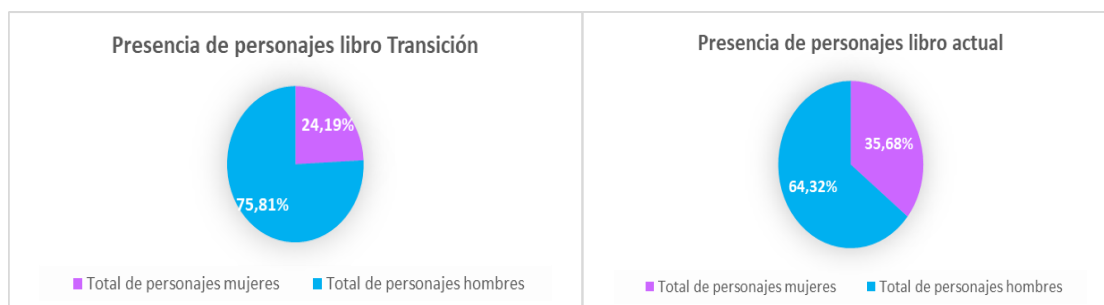 Presencia de personajes libro Transición
24,19%
75,81%
Total de personajes mujeres Total de personajes hombres
Presencia de personajes libro actual
35,68%
64,32%
Total de personajes mujeres Total de personajes hombres